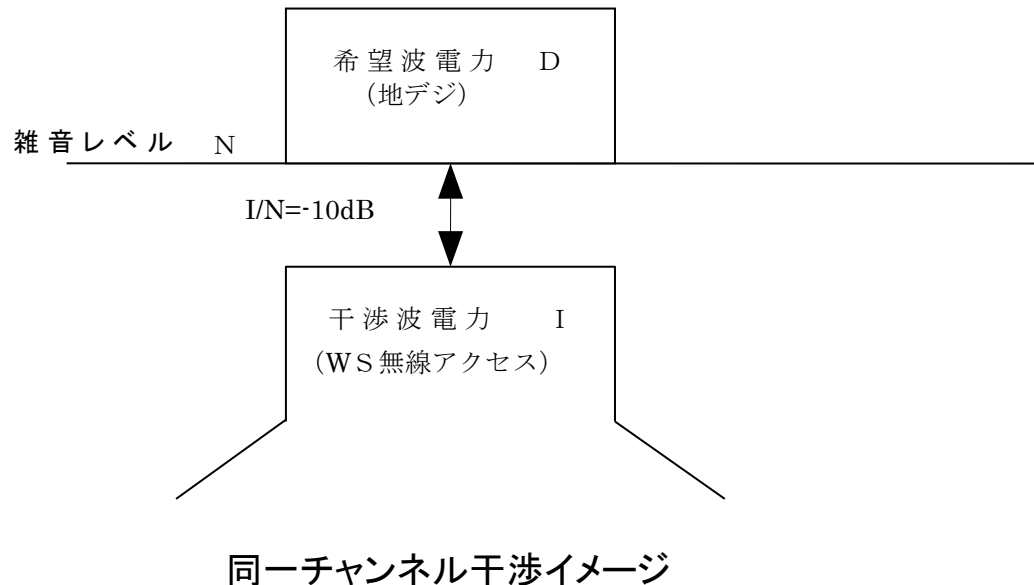 希望波電力 D
(地デジ)
雑音レベル N
I/N=-10dB
干渉波電力 I
(WS無線アクセス)
同一チャンネル干渉イメージ